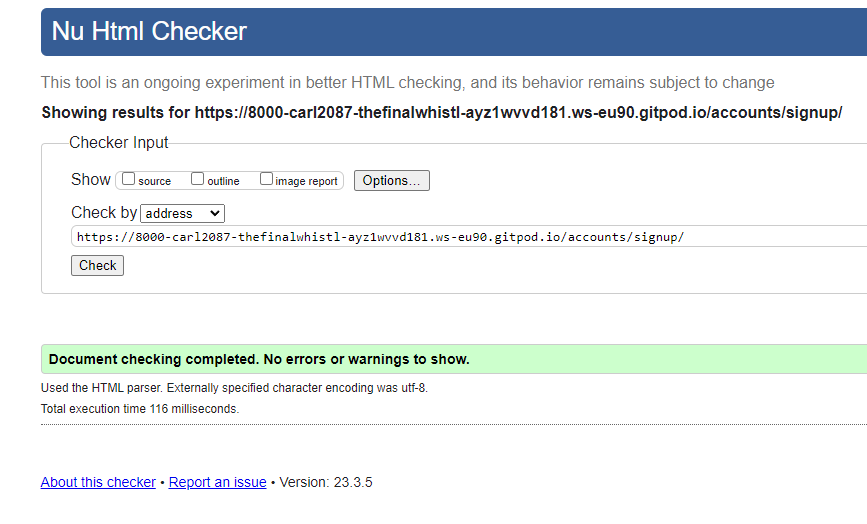 Nu Html Checker
This tool is an ongoing experiment in better HTML checking, and its behavior remains subject to change
Showing results for https://8000-carl2087-thefinalwhistl-ayz1wvvd181.ws-eu90.gitpod.io/accounts/signup/
Checker Input
Show source outline image report Options...
Check by address
https://8000-carl2087-thefinalwhistl-ayz1wvvd181.ws-eu90.gitpod.io/accounts/signup/
Check
Document checking completed. No errors or warnings to show.
Used the HTML parser. Externally specified character encoding was utf-8.
Total execution time 116 milliseconds.
About this checker • Report an issue • Version: 23.3.5